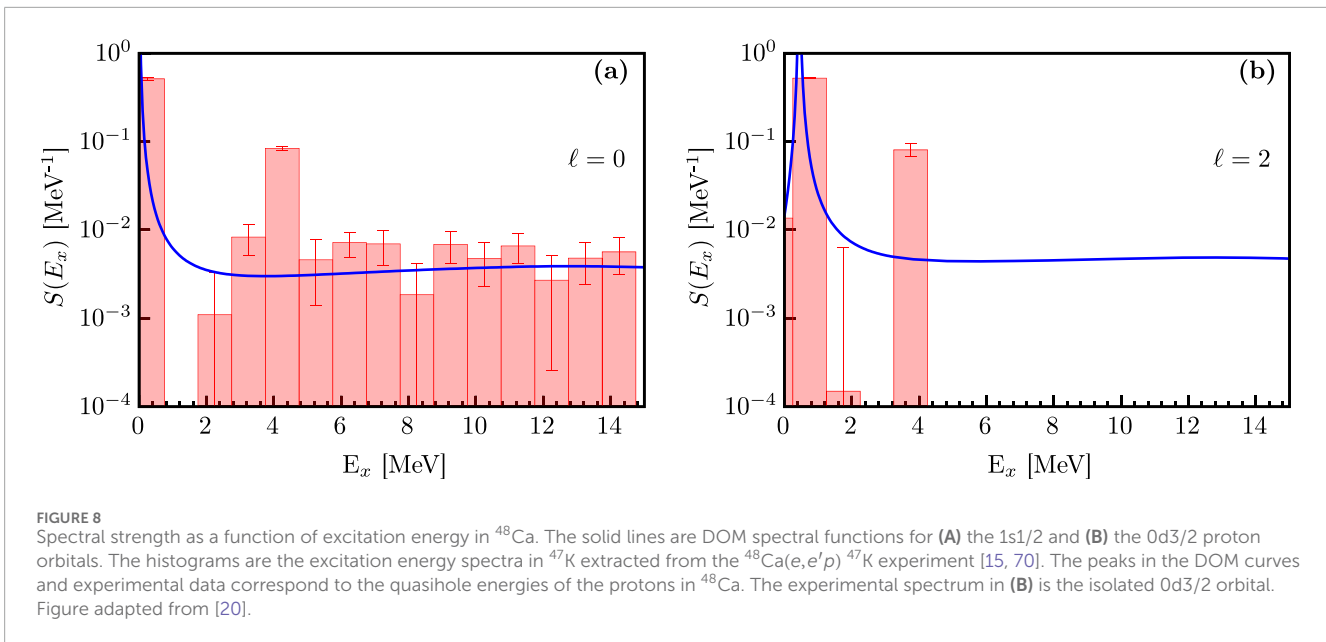 10^0
10^-1
10^-2
10^-3
10^-4
S(E_x) [MeV^-1]
(a)
ℓ = 0
0 2 4 6 8 10 12 14
E_x [MeV]
10^0
10^-1
10^-2
10^-3
10^-4
S(E_x) [MeV^-1]
(b)
ℓ = 2
0 2 4 6 8 10 12 14
E_x [MeV]
FIGURE 8
Spectral strength as a function of excitation energy in ^48Ca. The solid lines are DOM spectral functions for (A) the 1s1/2 and (B) the 0d3/2 proton
orbitals. The histograms are the excitation energy spectra in ^47K extracted from the ^48Ca(e,e′p) ^47K experiment [15, 70]. The peaks in the DOM curves
and experimental data correspond to the quasihole energies of the protons in ^48Ca. The experimental spectrum in (B) is the isolated 0d3/2 orbital.
Figure adapted from [20].